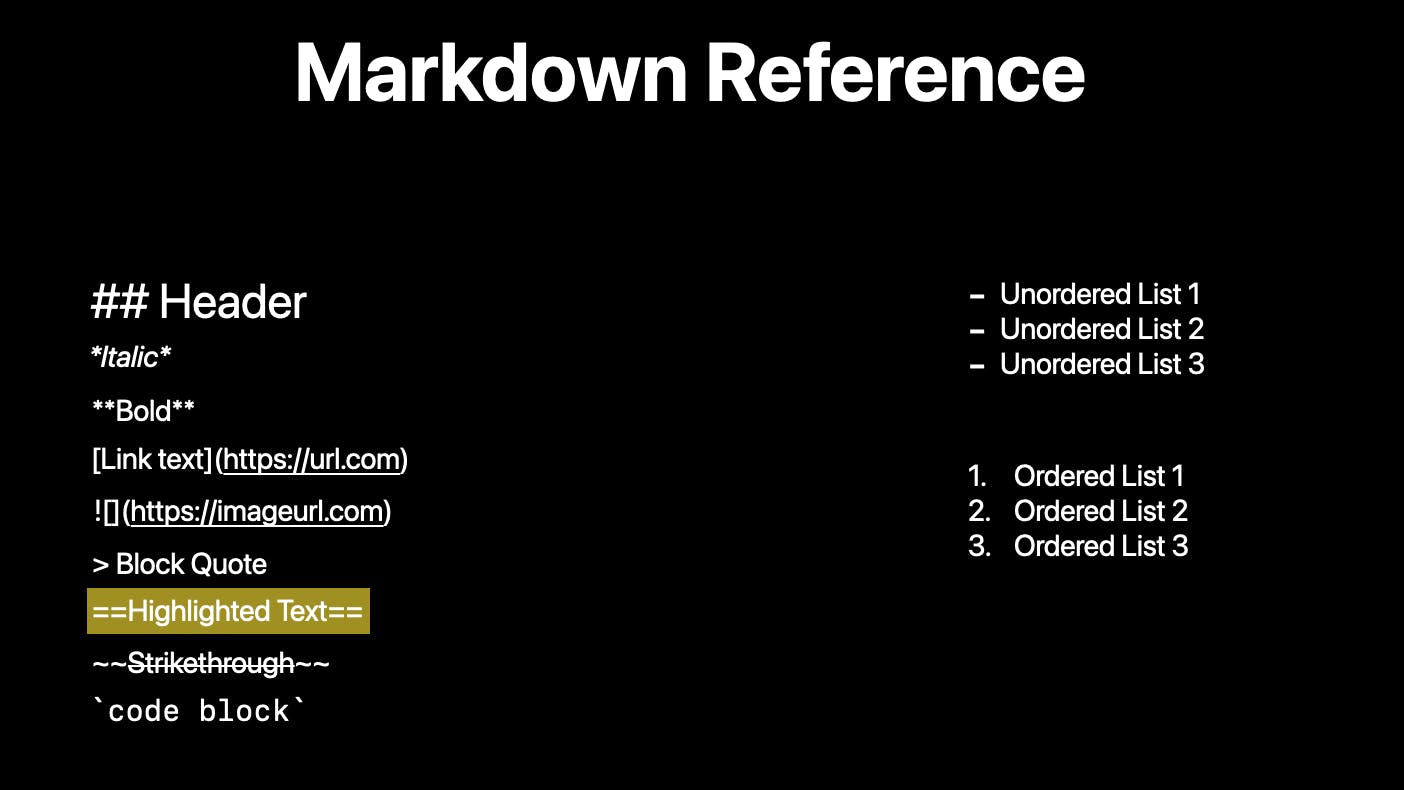 Markdown Reference
## Header
*Italic*
**Bold**
[Link text](https://url.com)
![](https://imageurl.com)
> Block Quote
==Highlighted Text==
~~Strikethrough~~
`code block`
- Unordered List 1
- Unordered List 2
- Unordered List 3
1. Ordered List 1
2. Ordered List 2
3. Ordered List 3